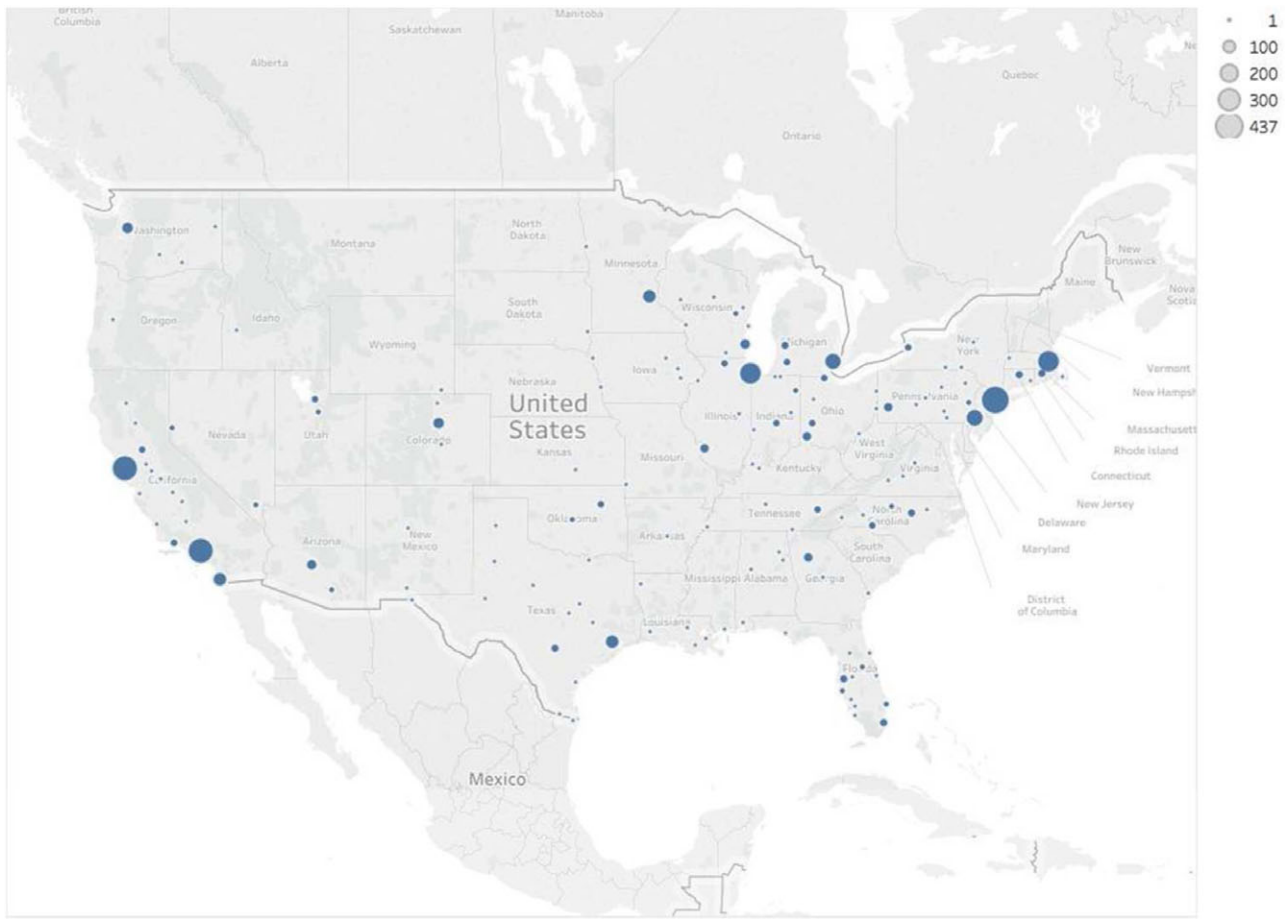 British
Columbia
Manitoba
Saskatchewan
Alberta
Quebec
Ontario
Ne
1
100
200
300
437
Washington
Montana
North
Dakota
Minnesota
New
Brunswick
Maine
Nova
Scotia
Oregon
Idaho
South
Dakota
Wisconsin
Michigan
Wyoming
New
York
Vermont
Iowa
Nebraska
New Hampsh
United
States
Pennsylvania
Illinois
Indiana
Ohio
Massachusett
Nevada
Utah
Colorado
Kansas
Missouri
West
Virginia
Rhode Island
Kentucky
Virginia
Connecticut
California
New Jersey
Oklahoma
Tennessee
North
Carolina
Delaware
Arizona
New
Mexico
Arkansas
South
Carolina
Maryland
Mississippi
Alabama
Georgia
Texas
Louisiana
District
of Columbia
Florida
Mexico